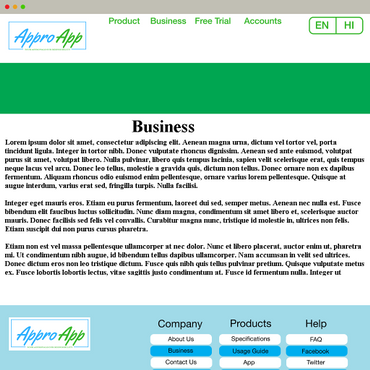 Appro App
Product Business Free Trial Accounts
EN HI
Business
Lorem ipsum dolor sit amet, consectetur adipiscing elit. Aenean magna urna, dictum vel tortor vel, porta
tincidunt ligula. Integer in tortor nibh. Donec vulputate rhoncus dignissim. Aenean sed ante euismod, volutpat
purus sit amet, volutpat libero. Nulla pulvinar, libero quis tempus lacinia, sapien velit scelerisque erat, quis tempus
neque lacus vel arcu. Donec leo tellus, molestie a gravida quis, dictum non tellus. Donec ornare non ex dapibus
fermentum. Aliquam rhoncus odio euismod enim pellentesque, ornare varius lorem pellentesque. Quisque at
augue interdum, varius erat sed, fringilla turpis. Nulla facilisi.
Integer eget mauris eros. Etiam eu purus fermentum, laoreet dui sed, semper metus. Aenean nec nulla est. Fusce
bibendum elit faucibus luctus sollicitudin. Nunc diam magna, condimentum sit amet libero et, scelerisque auctor
mauris. Donec facilisis sed felis vel convallis. Curabitur magna nunc, tristique id molestie in, ultrices non felis.
Etiam suscipit dui non purus cursus pharetra.
Etiam non est vel massa pellentesque ullamcorper at nec dolor. Nunc et libero placerat, auctor enim ut, pharetra
mi. Ut condimentum nibh augue, id bibendum tellus dapibus ullamcorper. Nam accumsan in velit sed ultrices.
Donec dictum eros non leo tristique dictum. Fusce quis nibh quis tellus pulvinar pretium. Quisque vulputate metus
ex. Fusce lobortis lobortis lectus, vitae sagittis justo condimentum at. Fusce id fermentum nulla. Integer ut
Appro App
Company Products Help
About Us Specifications FAQ
Business Usage Guide Facebook
Contact Us App Twitter